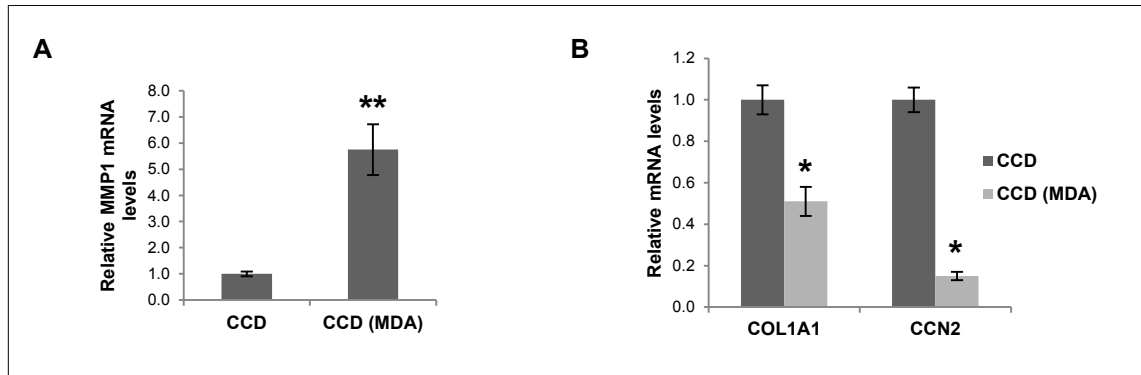 A
Relative MMP1 mRNA
levels
8.0
7.0
6.0
5.0
4.0
3.0
2.0
1.0
0.0
**
CCD
CCD (MDA)
B
Relative mRNA levels
1.2
1.0
0.8
0.6
0.4
0.2
0.0
*
*
COL1A1
CCN2
CCD
CCD (MDA)